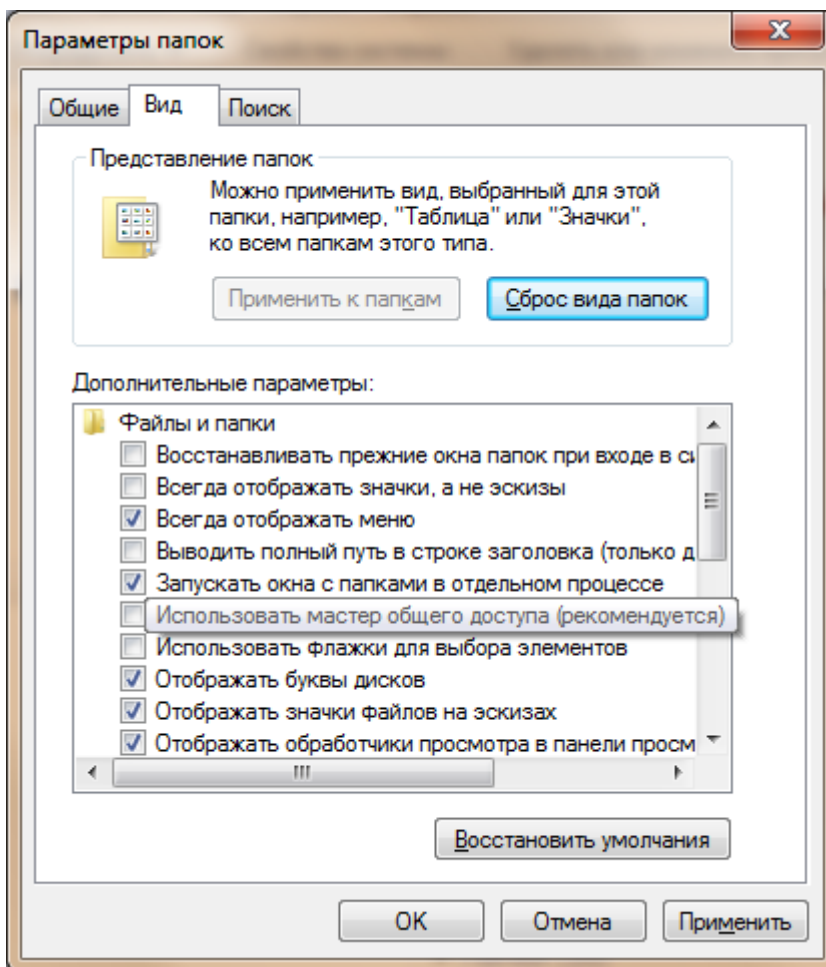 Параметры папок
Общие
Вид
Поиск
Представление папок
Можно применить вид, выбранный для этой
папки, например, "Таблица" или "Значки",
ко всем папкам этого типа.
Применить к папкам
Сброс вида папок
Дополнительные параметры:
Файлы и папки
Восстанавливать прежние окна папок при входе в си
Всегда отображать значки, а не эскизы
Всегда отображать меню
Выводить полный путь в строке заголовка (только д
Запускать окна с папками в отдельном процессе
Использовать мастер общего доступа (рекомендуется)
Использовать флажки для выбора элементов
Отображать буквы дисков
Отображать значки файлов на эскизах
Отображать обработчики просмотра в панели просм
Восстановить умолчания
OK
Отмена
Применить